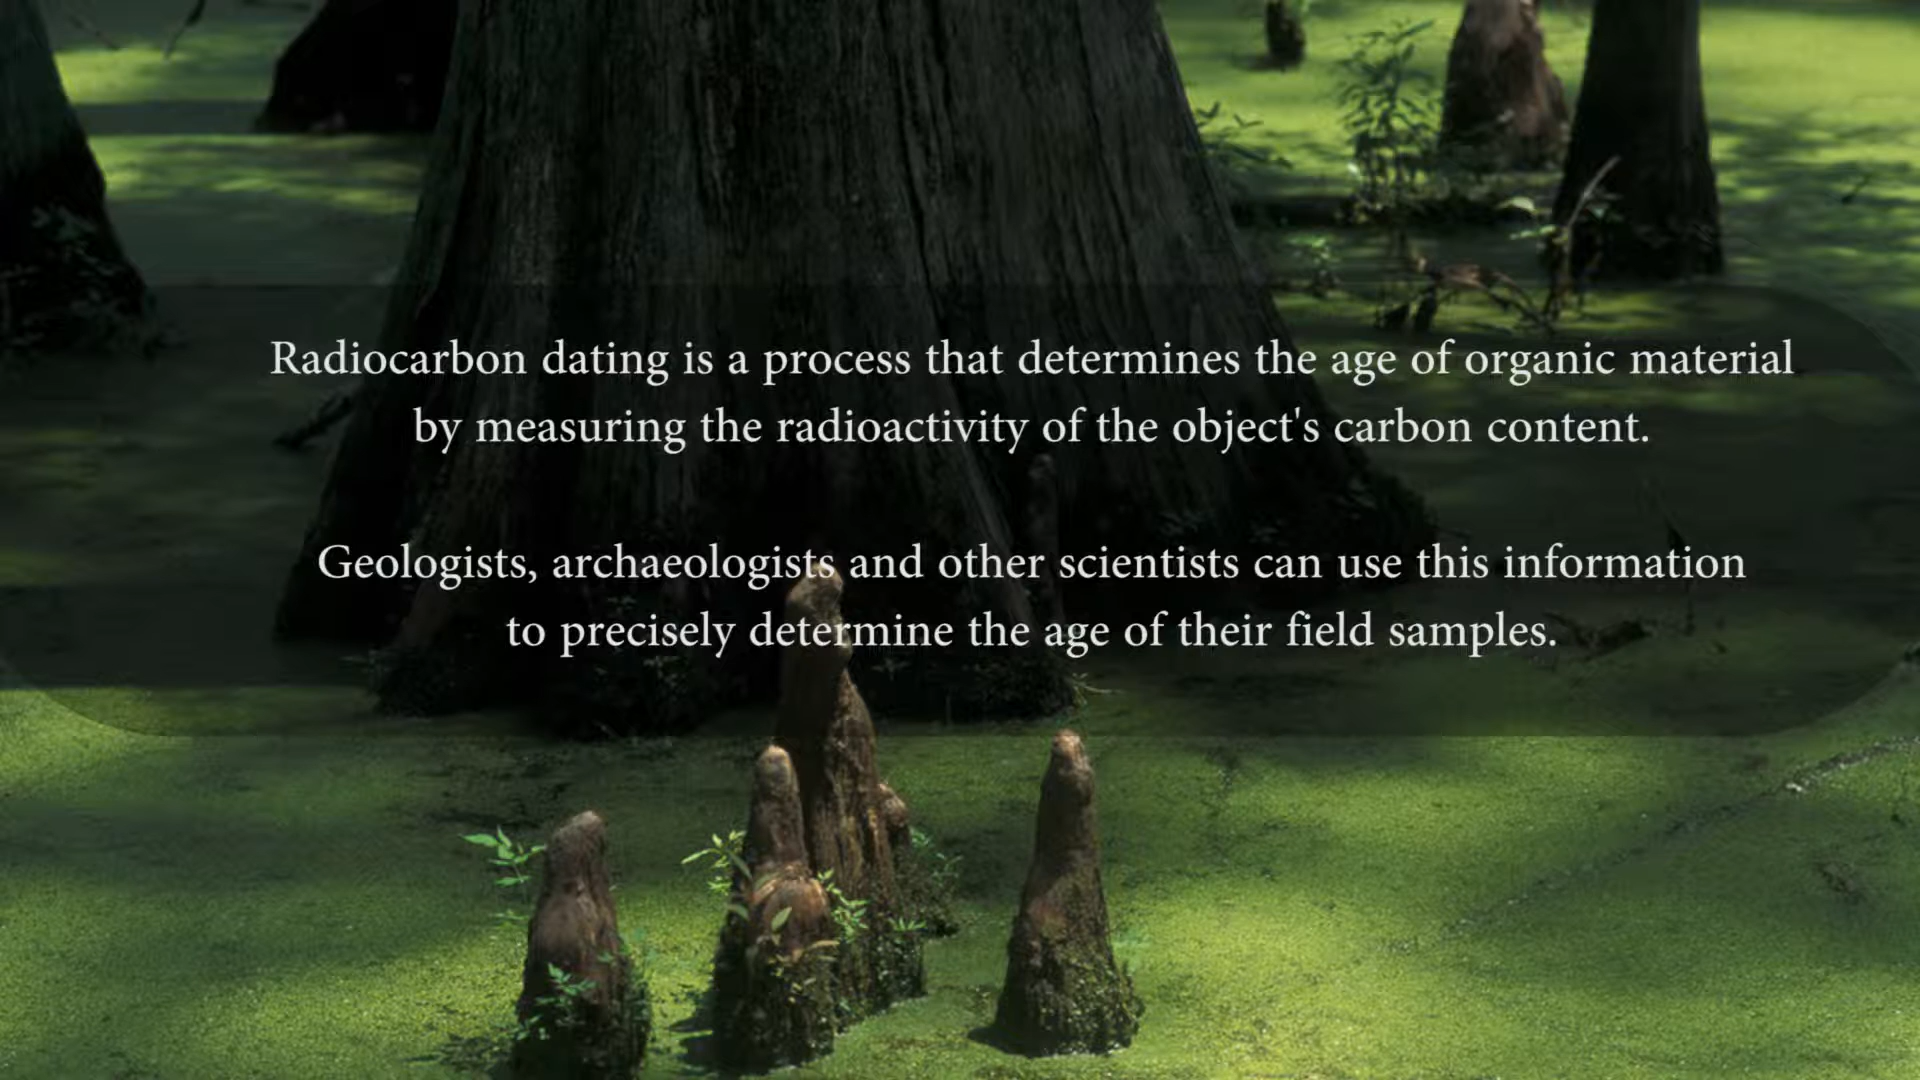 Radiocarbon dating is a process that determines the age of organic material
by measuring the radioactivity of the object's carbon content.
Geologists, archaeologists and other scientists can use this information
to precisely determine the age of their field samples.